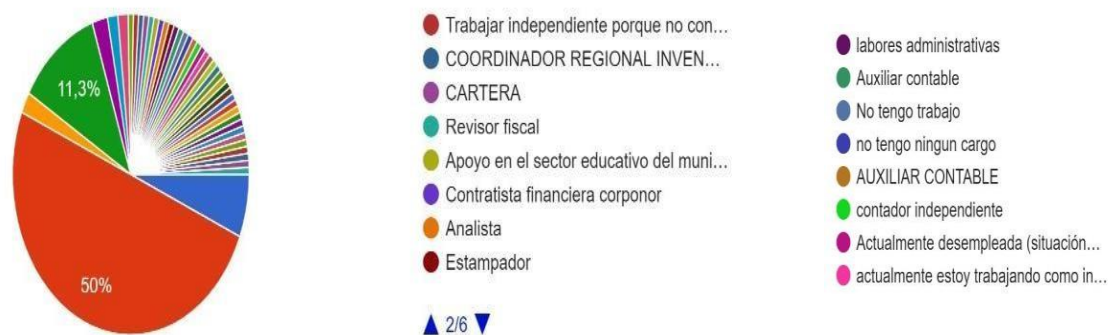 11,3%
50%
Trabajar independiente porque no con...
COORDINADOR REGIONAL INVEN...
CARTERA
Revisor fiscal
Apoyo en el sector educativo del muni...
Contratista financiera corponor
Analista
Estampador
▲ 2/6 ▼
labores administrativas
Auxiliar contable
No tengo trabajo
no tengo ningun cargo
AUXILIAR CONTABLE
contador independiente
Actualmente desempleada (situación...
actualmente estoy trabajando como in...